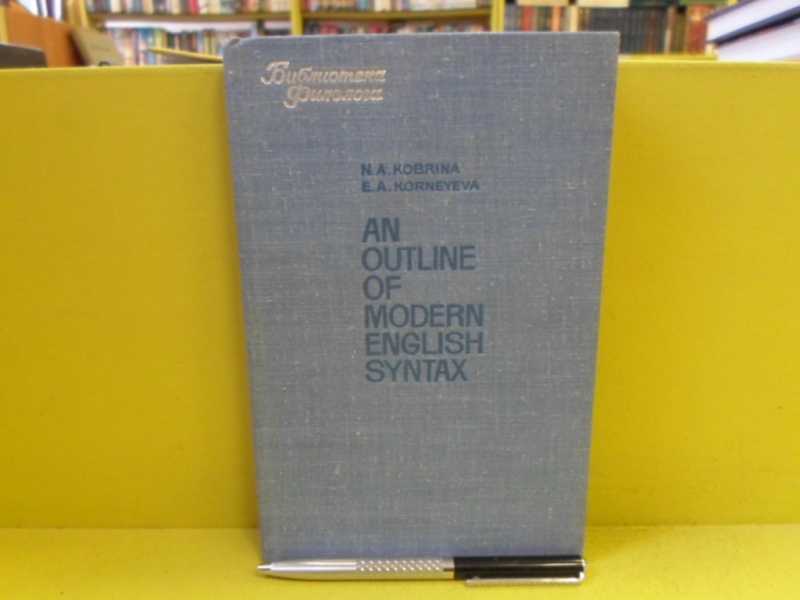 Библиотека
Филолога
N. A. KOBRINA
E. A. KORNEYEVA
AN
OUTLINE
OF
MODERN
ENGLISH
SYNTAX